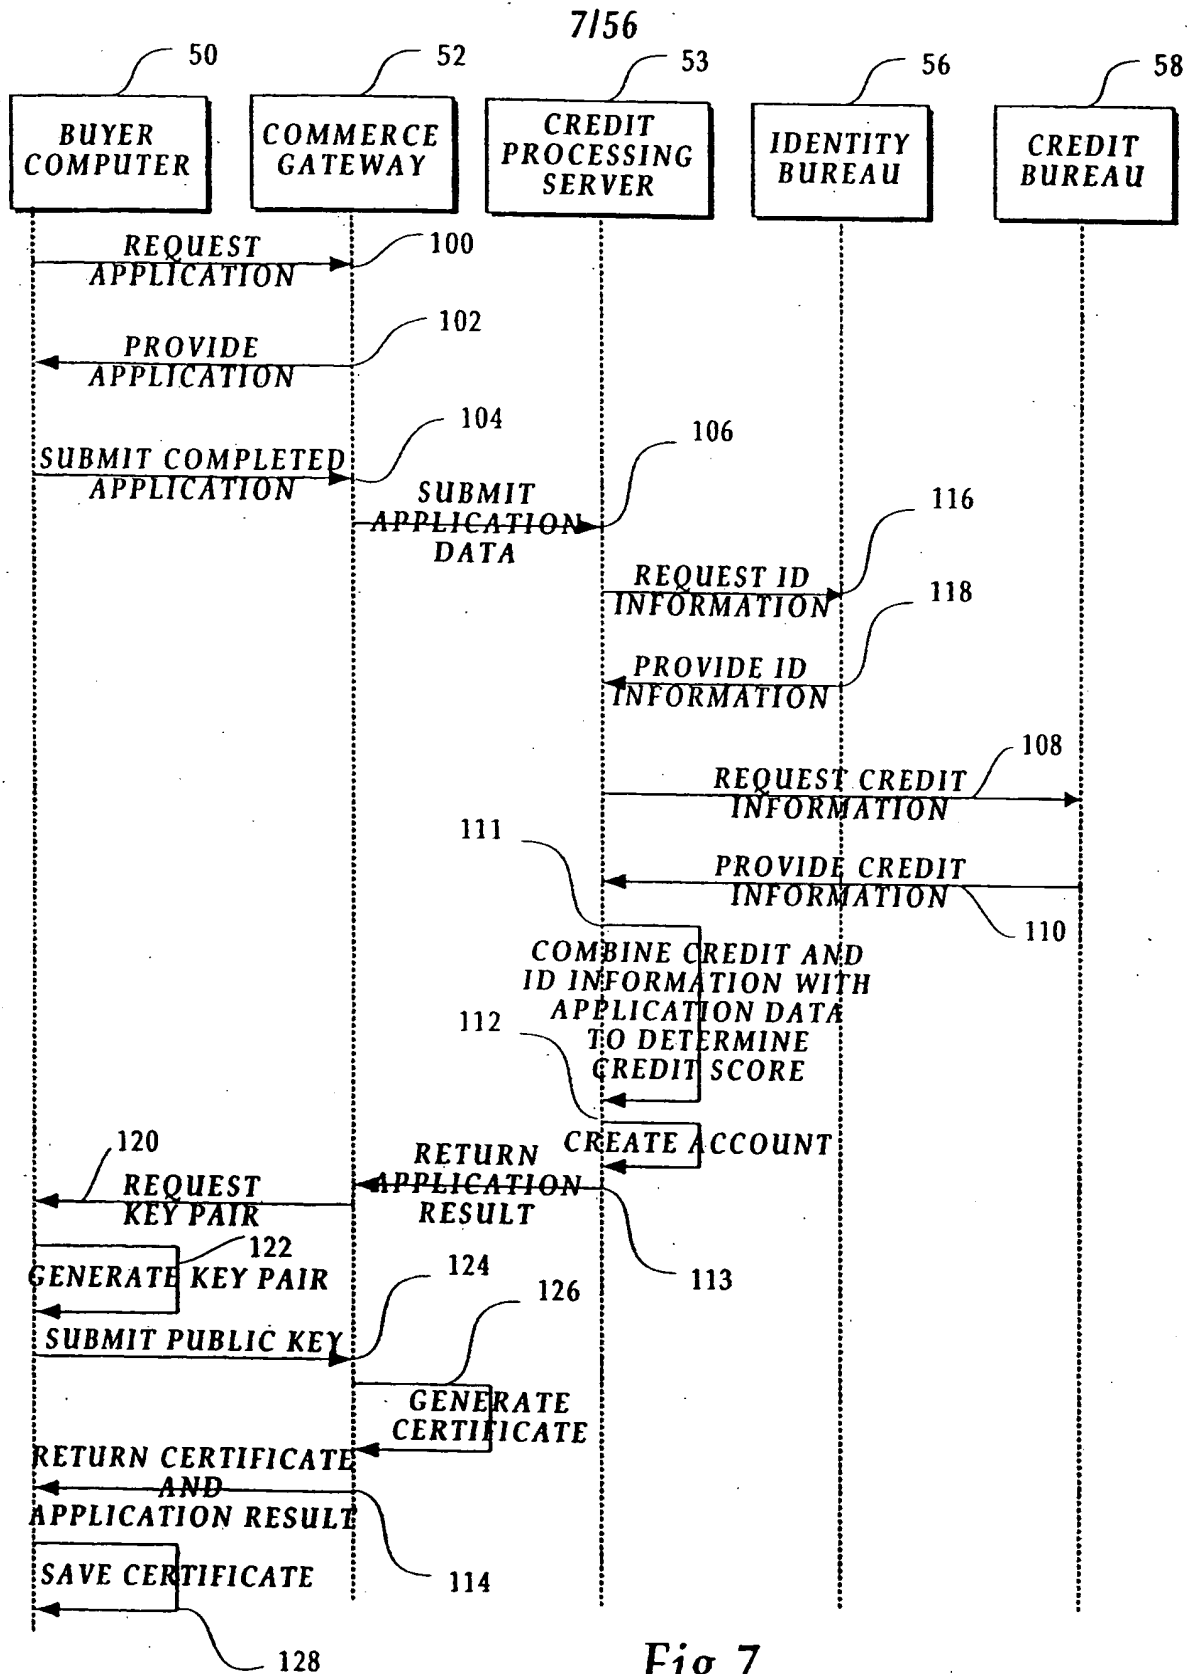 7/56
50
52
53
56
58
BUYER
COMPUTER
COMMERCE
GATEWAY
CREDIT
PROCESSING
SERVER
IDENTITY
BUREAU
CREDIT
BUREAU
REQUEST
APPLICATION
100
PROVIDE
APPLICATION
102
SUBMIT COMPLETED
APPLICATION
104
SUBMIT
APPLICATION
DATA
106
REQUEST ID
INFORMATION
116
PROVIDE ID
INFORMATION
118
REQUEST CREDIT
INFORMATION
108
PROVIDE CREDIT
INFORMATION
110
111
COMBINE CREDIT AND
ID INFORMATION WITH
APPLICATION DATA
TO DETERMINE
CREDIT SCORE
112
CREATE ACCOUNT
RETURN
APPLICATION
RESULT
113
120
REQUEST
KEY PAIR
122
GENERATE KEY PAIR
124
SUBMIT PUBLIC KEY
126
GENERATE
CERTIFICATE
RETURN CERTIFICATE
AND
APPLICATION RESULT
114
SAVE CERTIFICATE
128
Fig. 7